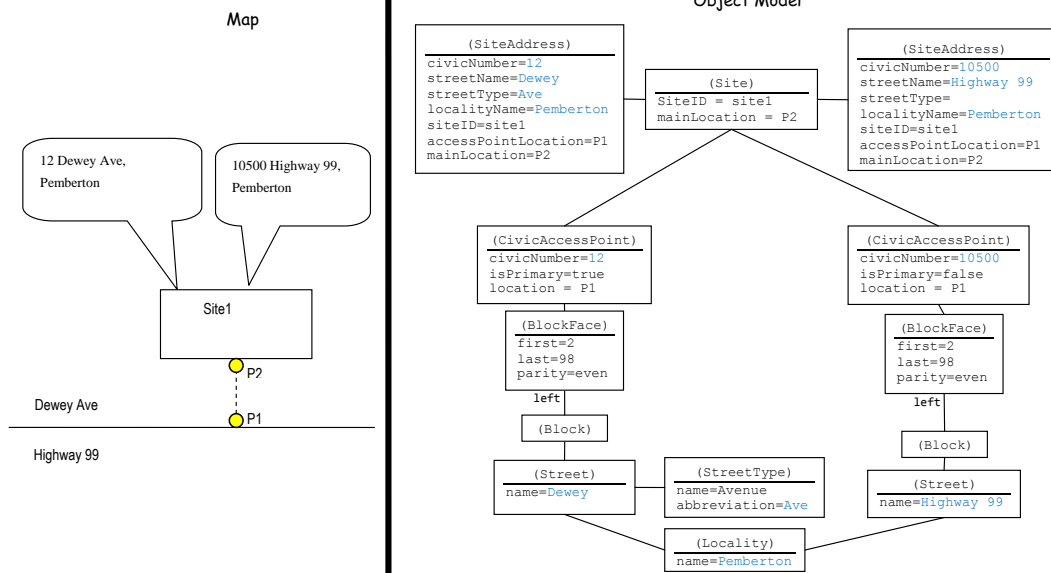 Map
12 Dewey Ave,
Pemberton
10500 Highway 99,
Pemberton
Site1
P2
Dewey Ave
P1
Highway 99
Object Model
(SiteAddress)
civicNumber=12
streetName=Dewey
streetType=Ave
localityName=Pemberton
siteID=site1
accessPointLocation=P1
mainLocation=P2
(Site)
SiteID = site1
mainLocation = P2
(SiteAddress)
civicNumber=10500
streetName=Highway 99
streetType=
localityName=Pemberton
siteID=site1
accessPointLocation=P1
mainLocation=P2
(CivicAccessPoint)
civicNumber=12
isPrimary=true
location = P1
(CivicAccessPoint)
civicNumber=10500
isPrimary=false
location = P1
(BlockFace)
first=2
last=98
parity=even
left
(BlockFace)
first=2
last=98
parity=even
left
(Block)
(Block)
(Street)
name=Dewey
(StreetType)
name=Avenue
abbreviation=Ave
(Street)
name=Highway 99
(Locality)
name=Pemberton